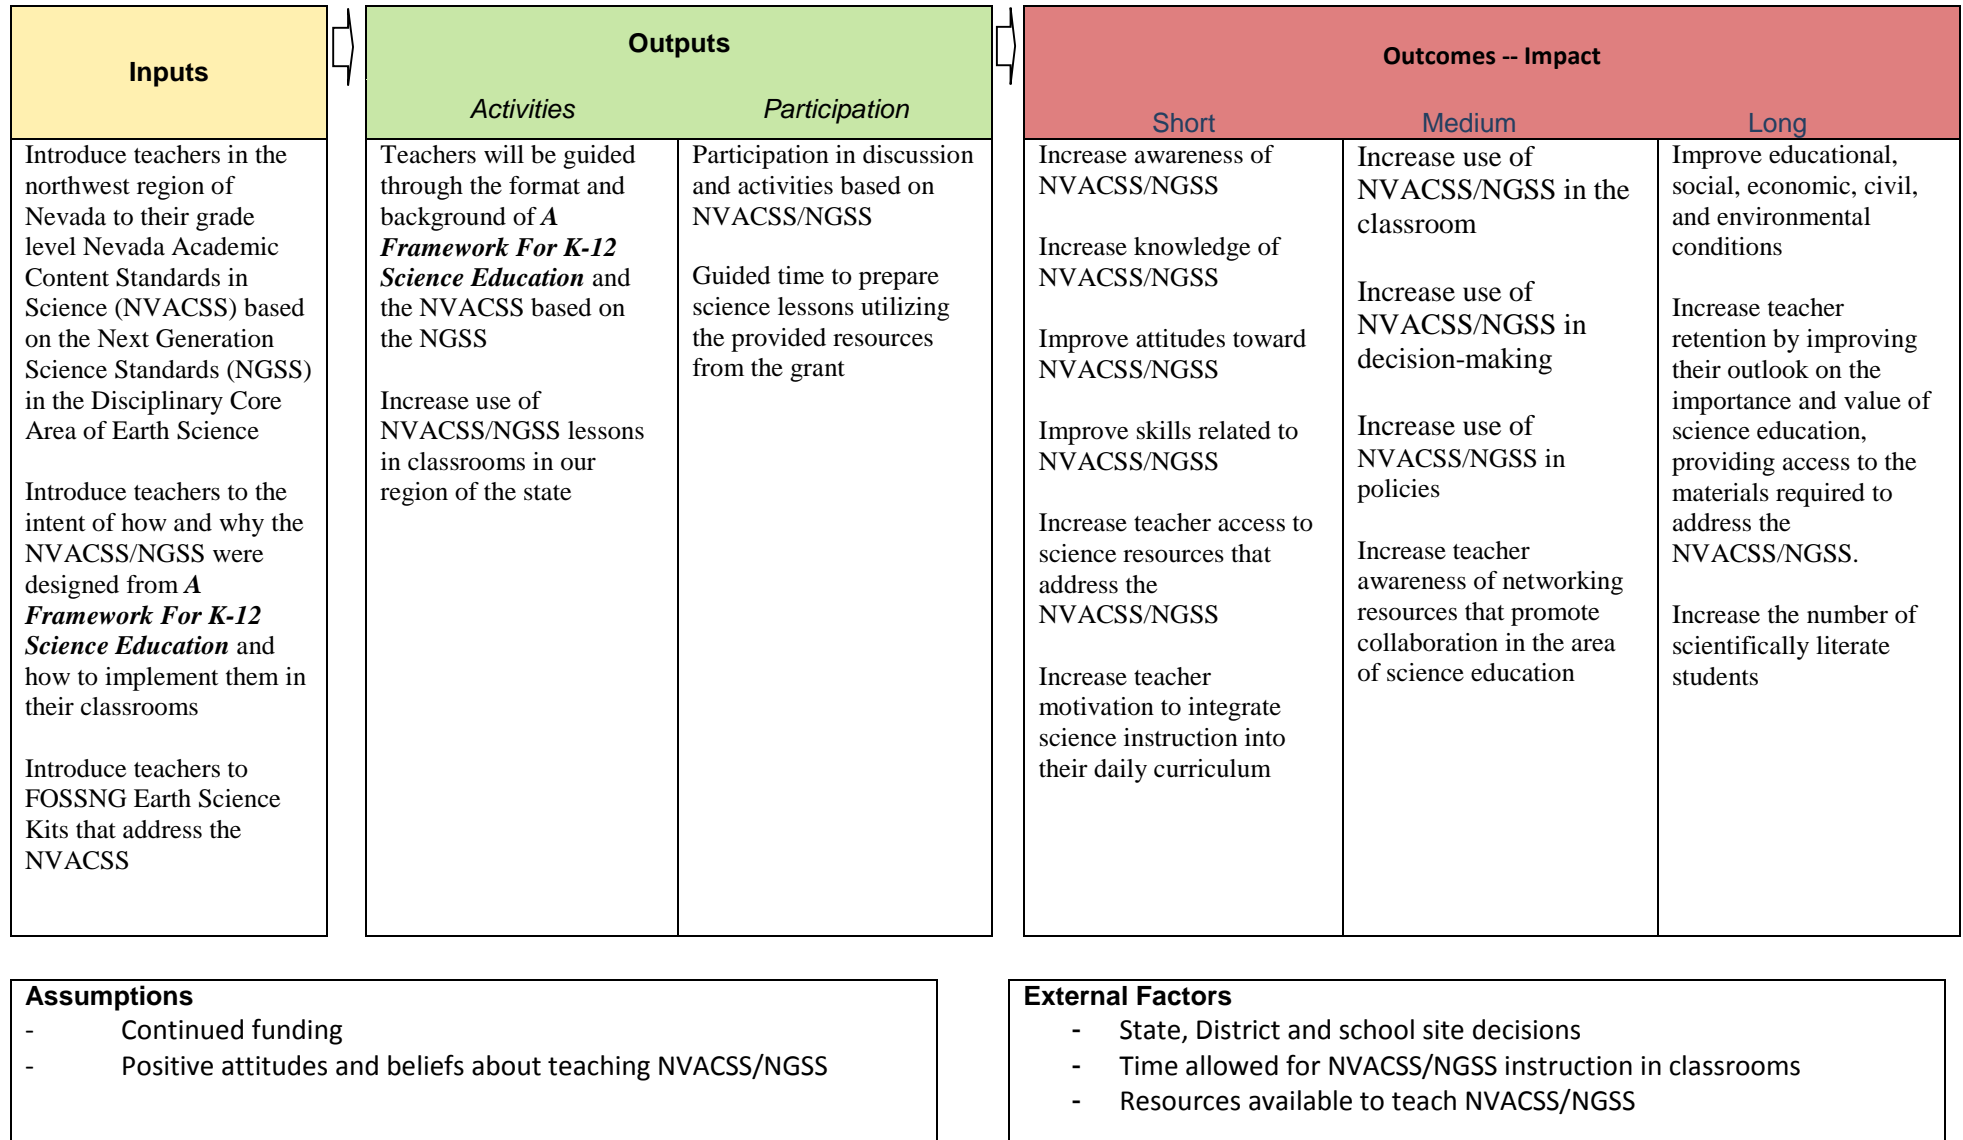 Inputs
Introduce teachers in the
northwest region of
Nevada to their grade
level Nevada Academic
Content Standards in
Science (NVACSS) based
on the Next Generation
Science Standards (NGSS)
in the Disciplinary Core
Area of Earth Science
Introduce teachers to the
intent of how and why the
NVACSS/NGSS were
designed from A
Framework For K-12
Science Education and
how to implement them in
their classrooms
Introduce teachers to
FOSSNG Earth Science
Kits that address the
NVACSS
Outputs
Activities
Teachers will be guided
through the format and
background of A
Framework For K-12
Science Education and
the NVACSS based on
the NGSS
Increase use of
NVACSS/NGSS lessons
in classrooms in our
region of the state
Participation
Participation in discussion
and activities based on
NVACSS/NGSS
Guided time to prepare
science lessons utilizing
the provided resources
from the grant
Outcomes -- Impact
Short
Increase awareness of
NVACSS/NGSS
Increase knowledge of
NVACSS/NGSS
Improve attitudes toward
NVACSS/NGSS
Improve skills related to
NVACSS/NGSS
Increase teacher access to
science resources that
address the
NVACSS/NGSS
Increase teacher
motivation to integrate
science instruction into
their daily curriculum
Medium
Increase use of
NVACSS/NGSS in the
classroom
Increase use of
NVACSS/NGSS in
decision-making
Increase use of
NVACSS/NGSS in
policies
Increase teacher
awareness of networking
resources that promote
collaboration in the area
of science education
Long
Improve educational,
social, economic, civil,
and environmental
conditions
Increase teacher
retention by improving
their outlook on the
importance and value of
science education,
providing access to the
materials required to
address the
NVACSS/NGSS.
Increase the number of
scientifically literate
students
Assumptions
- Continued funding
- Positive attitudes and beliefs about teaching NVACSS/NGSS
External Factors
- State, District and school site decisions
- Time allowed for NVACSS/NGSS instruction in classrooms
- Resources available to teach NVACSS/NGSS